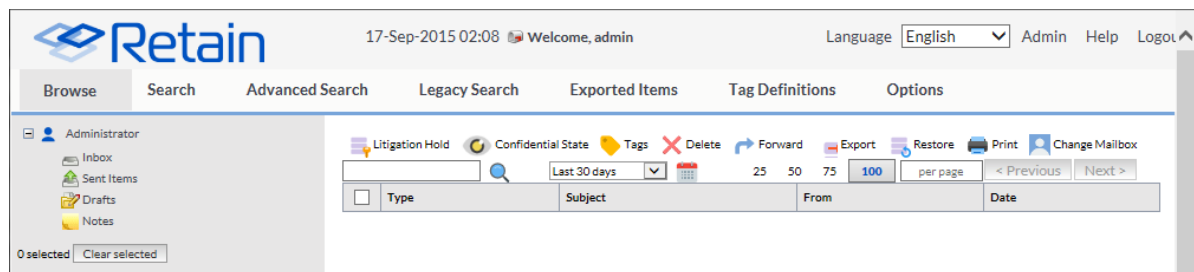 Retain
17-Sep-2015 02:08 Welcome, admin Language English Admin Help
Browse Search Advanced Search Legacy Search Exported Items Tag Definitions Options
Administrator
Inbox
Sent Items
Drafts
Notes
0 selected Clear selected
Litigation Hold Confidential State Tags Delete Forward Export Restore Print Change Mailbox
Last 30 days 25 50 75 100 per page < Previous Next >
Type Subject From Date